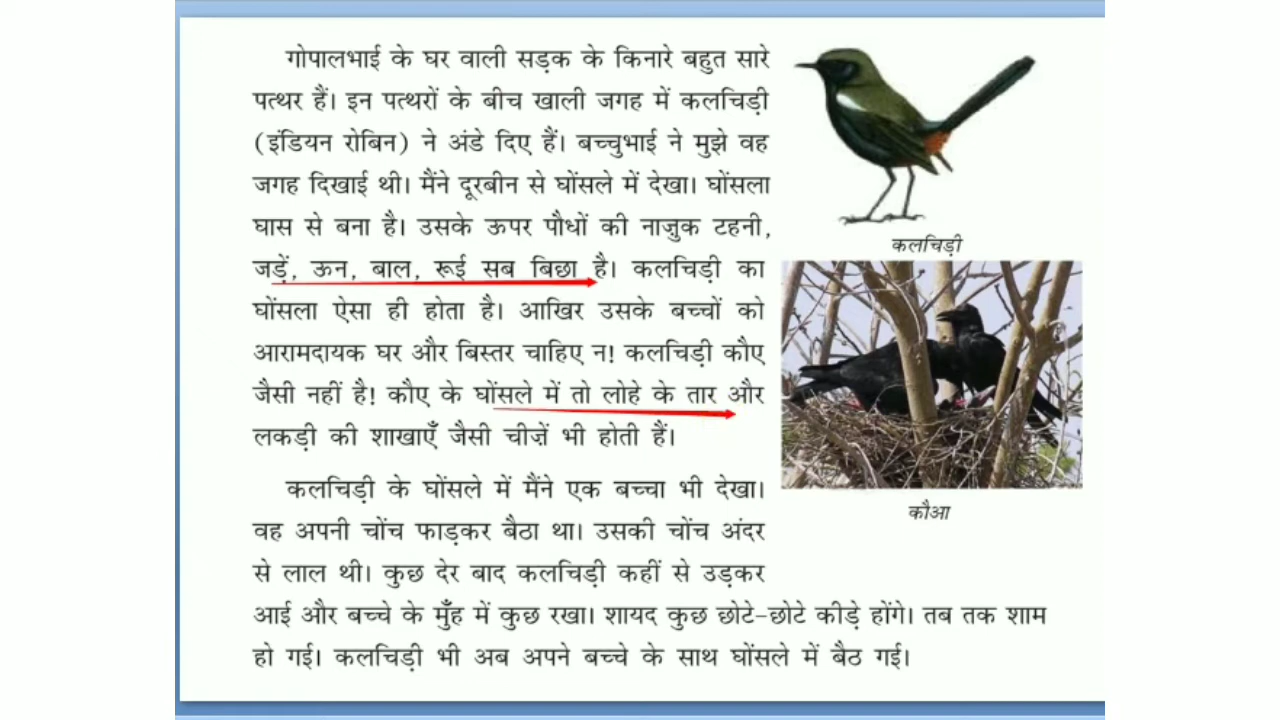 गोपालभाई के घर वाली सड़क के किनारे बहुत सारे
पत्थर हैं। इन पत्थरों के बीच खाली जगह में कलचिड़ी
(इंडियन रोबिन) ने अंडे दिए हैं। बच्चुभाई ने मुझे वह
जगह दिखाई थी। मैंने दूरबीन से घोंसले में देखा। घोंसला
घास से बना है। उसके ऊपर पौधों की नाज़ुक टहनी,
जड़ें, ऊन, बाल, रूई सब बिछा है। कलचिड़ी का
घोंसला ऐसा ही होता है। आखिर उसके बच्चों को
आरामदायक घर और बिस्तर चाहिए न! कलचिड़ी कौए
जैसी नहीं है! कौए के घोंसले में तो लोहे के तार और
लकड़ी की शाखाएँ जैसी चीज़ें भी होती हैं।
कलचिड़ी
कौआ
कलचिड़ी के घोंसले में मैंने एक बच्चा भी देखा।
वह अपनी चोंच फाड़कर बैठा था। उसकी चोंच अंदर
से लाल थी। कुछ देर बाद कलचिड़ी कहीं से उड़कर
आई और बच्चे के मुँह में कुछ रखा। शायद कुछ छोटे-छोटे कीड़े होंगे। तब तक शाम
हो गई। कलचिड़ी भी अब अपने बच्चे के साथ घोंसले में बैठ गई।